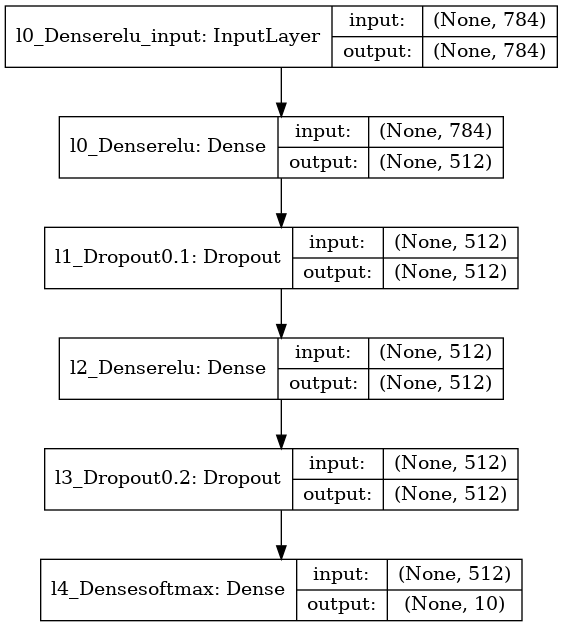 l0_Denserelu_input: InputLayer
input: (None, 784)
output: (None, 784)
l0_Denserelu: Dense
input: (None, 784)
output: (None, 512)
l1_Dropout0.1: Dropout
input: (None, 512)
output: (None, 512)
l2_Denserelu: Dense
input: (None, 512)
output: (None, 512)
l3_Dropout0.2: Dropout
input: (None, 512)
output: (None, 512)
l4_Densesoftmax: Dense
input: (None, 512)
output: (None, 10)